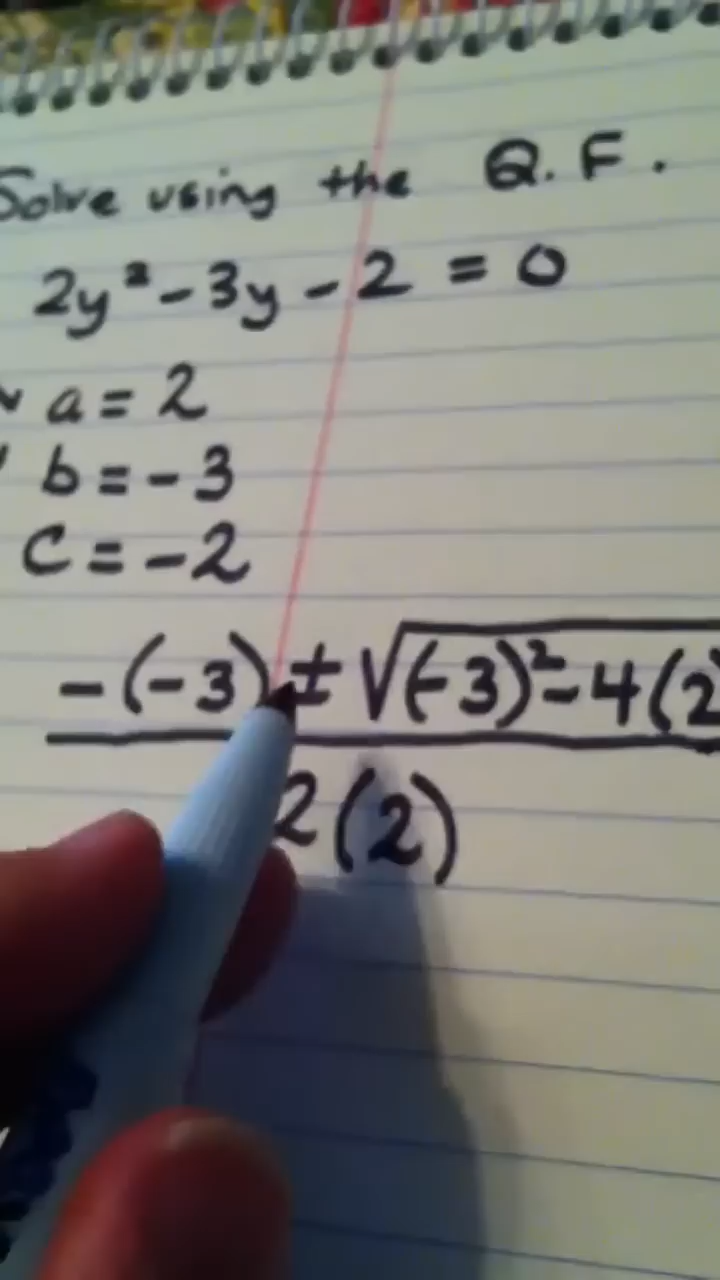 Solve using the Q.F.
2y² - 3y - 2 = 0
a = 2
b = -3
c = -2
-(-3) ± √(-3)² - 4(2
2(2)